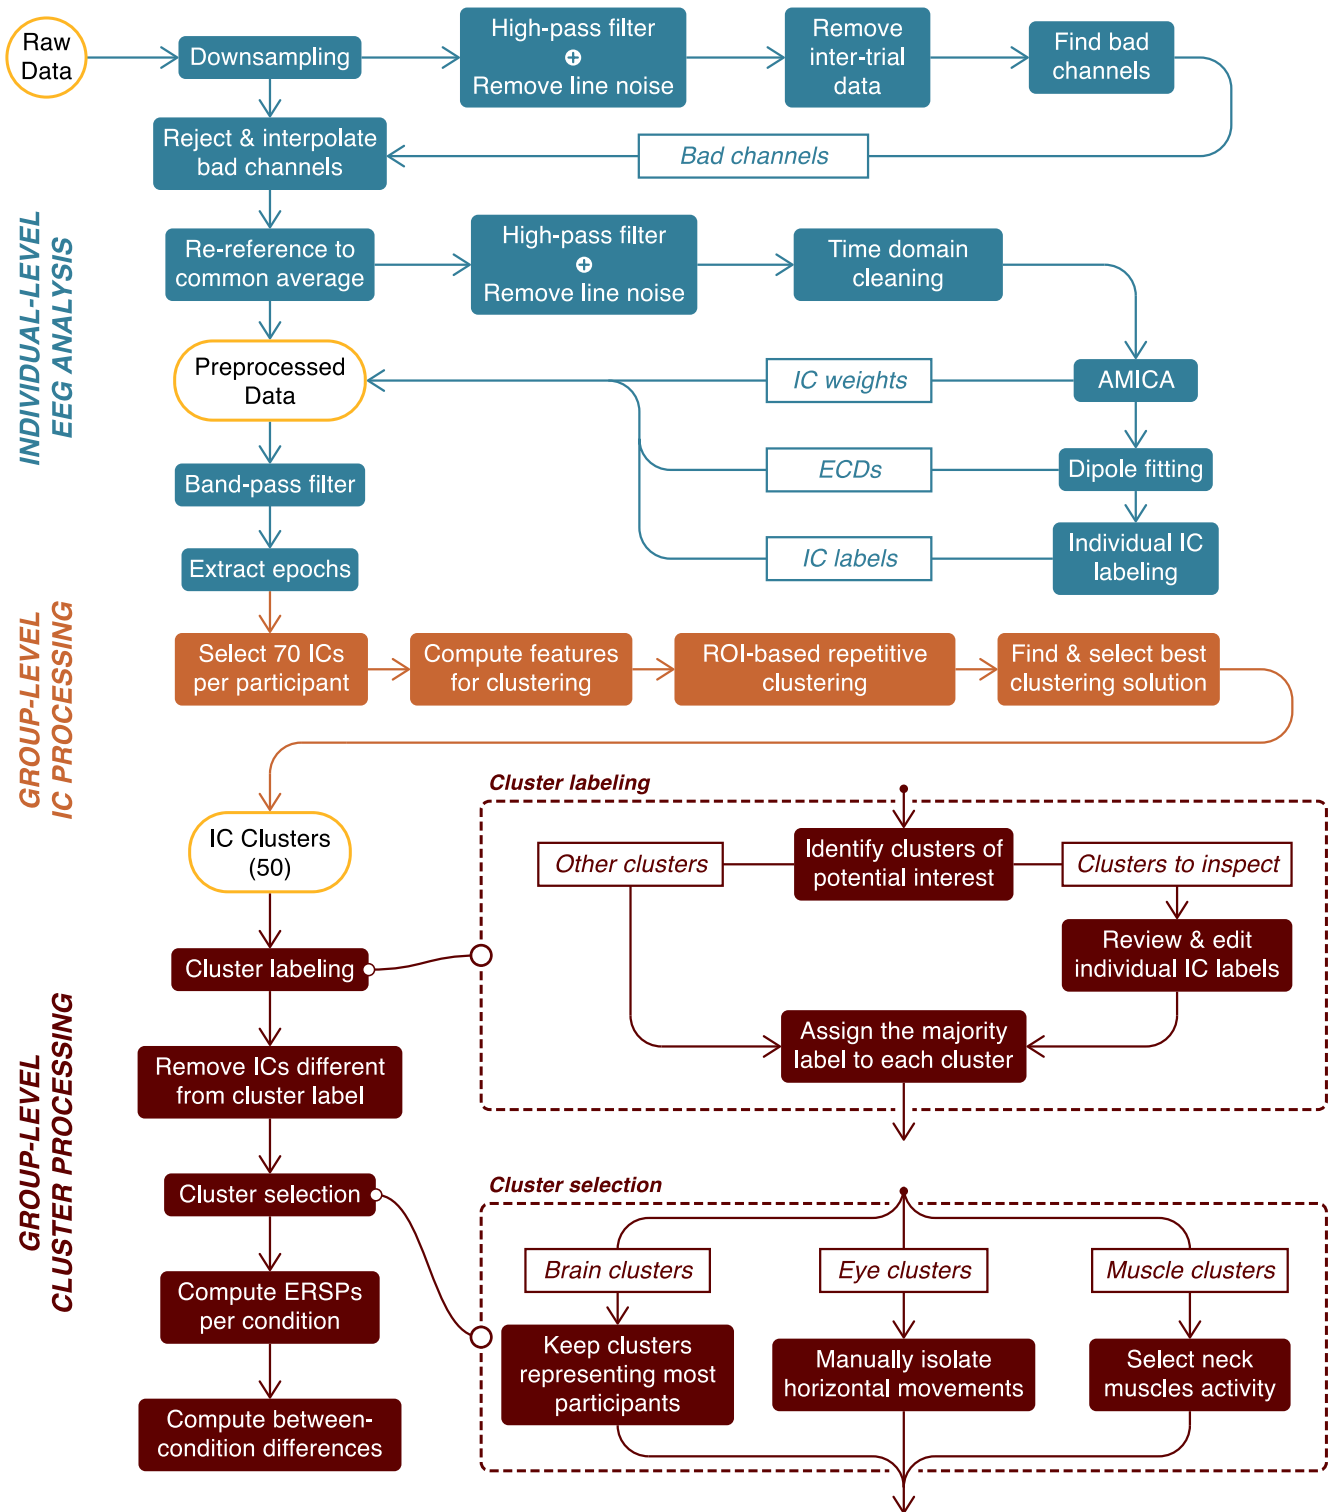 Raw
Data
Downsampling
High-pass filter
+
Remove line noise
Remove
inter-trial
data
Find bad
channels
Reject & interpolate
bad channels
Bad channels
INDIVIDUAL-LEVEL
EEG ANALYSIS
Re-reference to
common average
High-pass filter
+
Remove line noise
Time domain
cleaning
Preprocessed
Data
IC weights
AMICA
Band-pass filter
ECDs
Dipole fitting
Extract epochs
IC labels
Individual IC
labeling
GROUP-LEVEL
IC PROCESSING
Select 70 ICs
per participant
Compute features
for clustering
ROI-based repetitive
clustering
Find & select best
clustering solution
IC Clusters
(50)
Cluster labeling
Other clusters
Identify clusters of
potential interest
Clusters to inspect
Review & edit
individual IC labels
Assign the majority
label to each cluster
GROUP-LEVEL
CLUSTER PROCESSING
Cluster labeling
Remove ICs different
from cluster label
Cluster selection
Compute ERSPs
per condition
Compute between-
condition differences
Cluster selection
Brain clusters
Eye clusters
Muscle clusters
Keep clusters
representing most
participants
Manually isolate
horizontal movements
Select neck
muscles activity